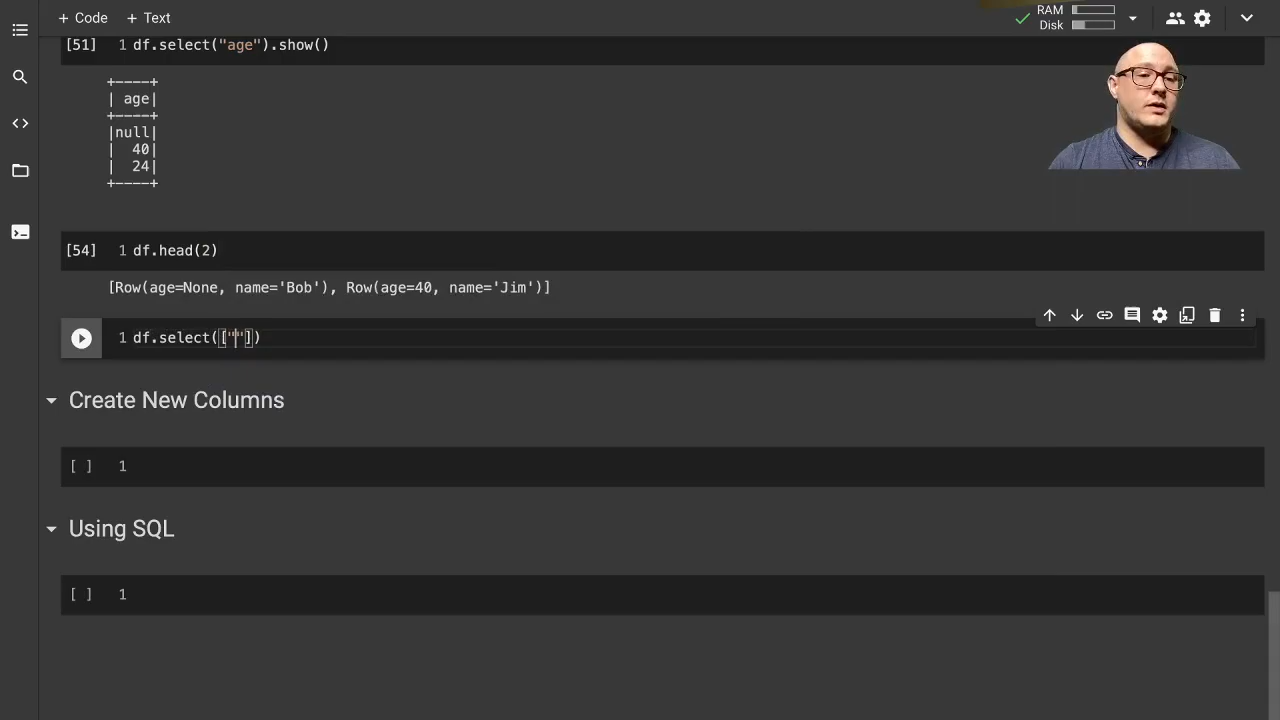 + Code + Text
RAM
Disk
[51] 1 df.select("age").show()
+----+
| age|
+----+
|null|
|  40|
|  24|
+----+
[54] 1 df.head(2)
[Row(age=None, name='Bob'), Row(age=40, name='Jim')]
1 df.select([""])
Create New Columns
[ ] 1
Using SQL
[ ] 1